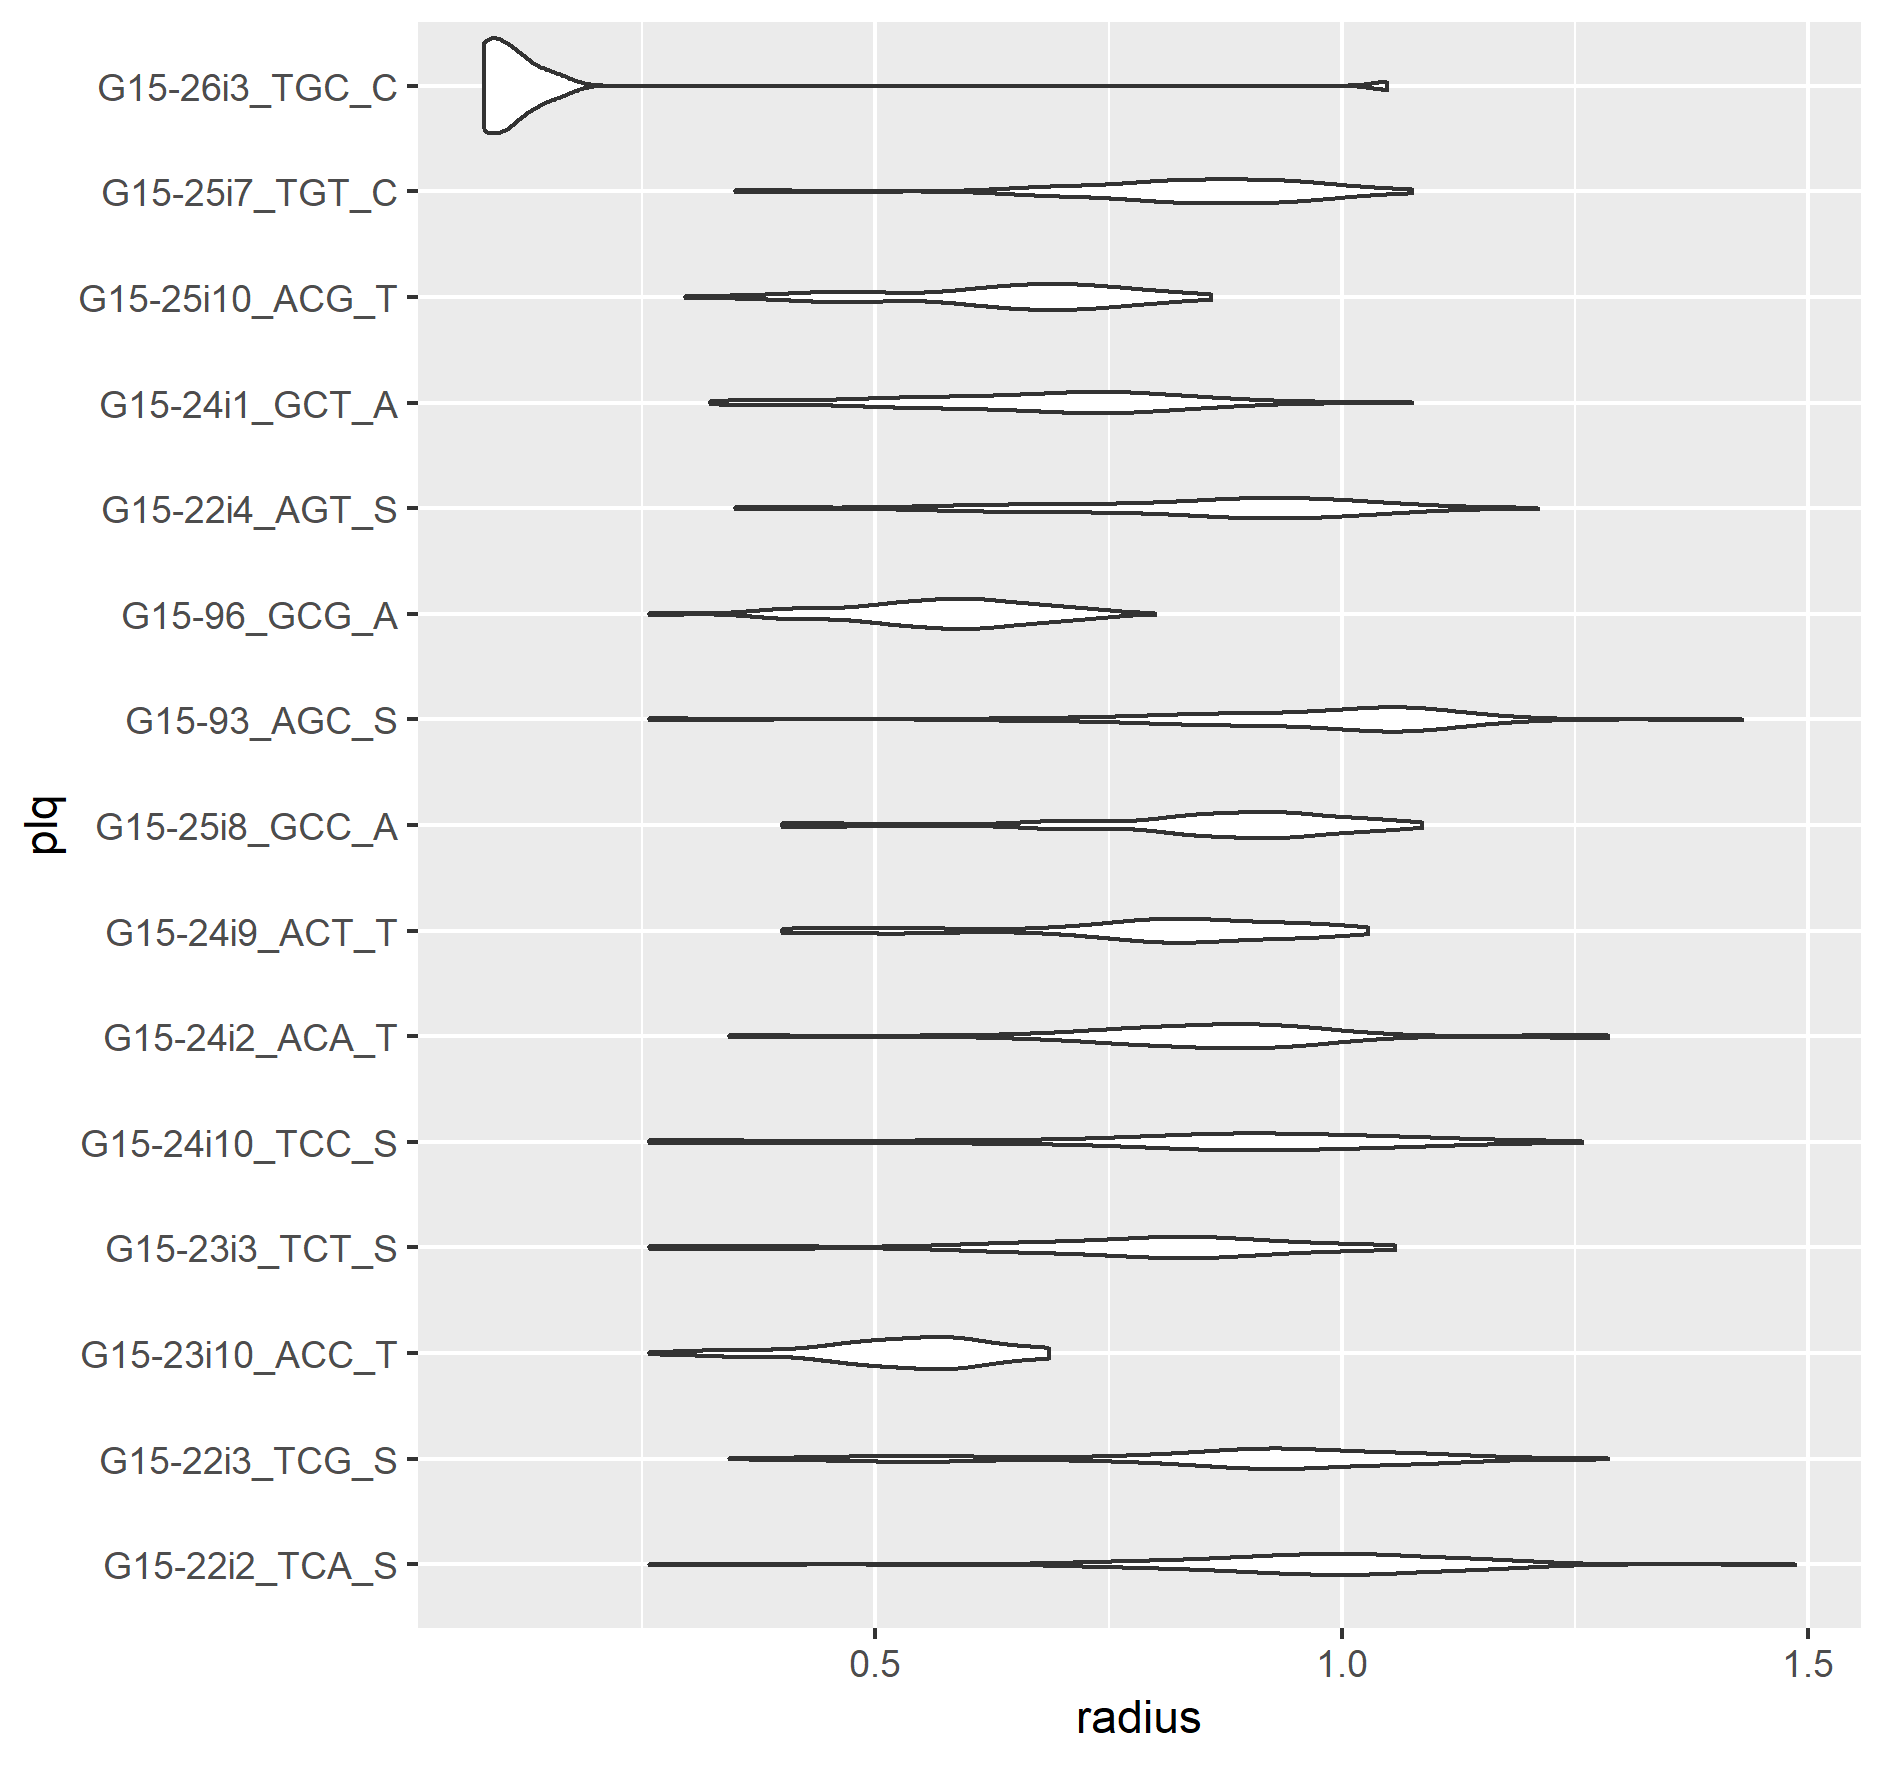 G15-26i3_TGC_C
G15-25i7_TGT_C
G15-25i10_ACG_T
G15-24i1_GCT_A
G15-22i4_AGT_S
G15-96_GCG_A
G15-93_AGC_S
G15-25i8_GCC_A
G15-24i9_ACT_T
G15-24i2_ACA_T
G15-24i10_TCC_S
G15-23i3_TCT_S
G15-23i10_ACC_T
G15-22i3_TCG_S
G15-22i2_TCA_S
plq
0.5 1.0 1.5
radius